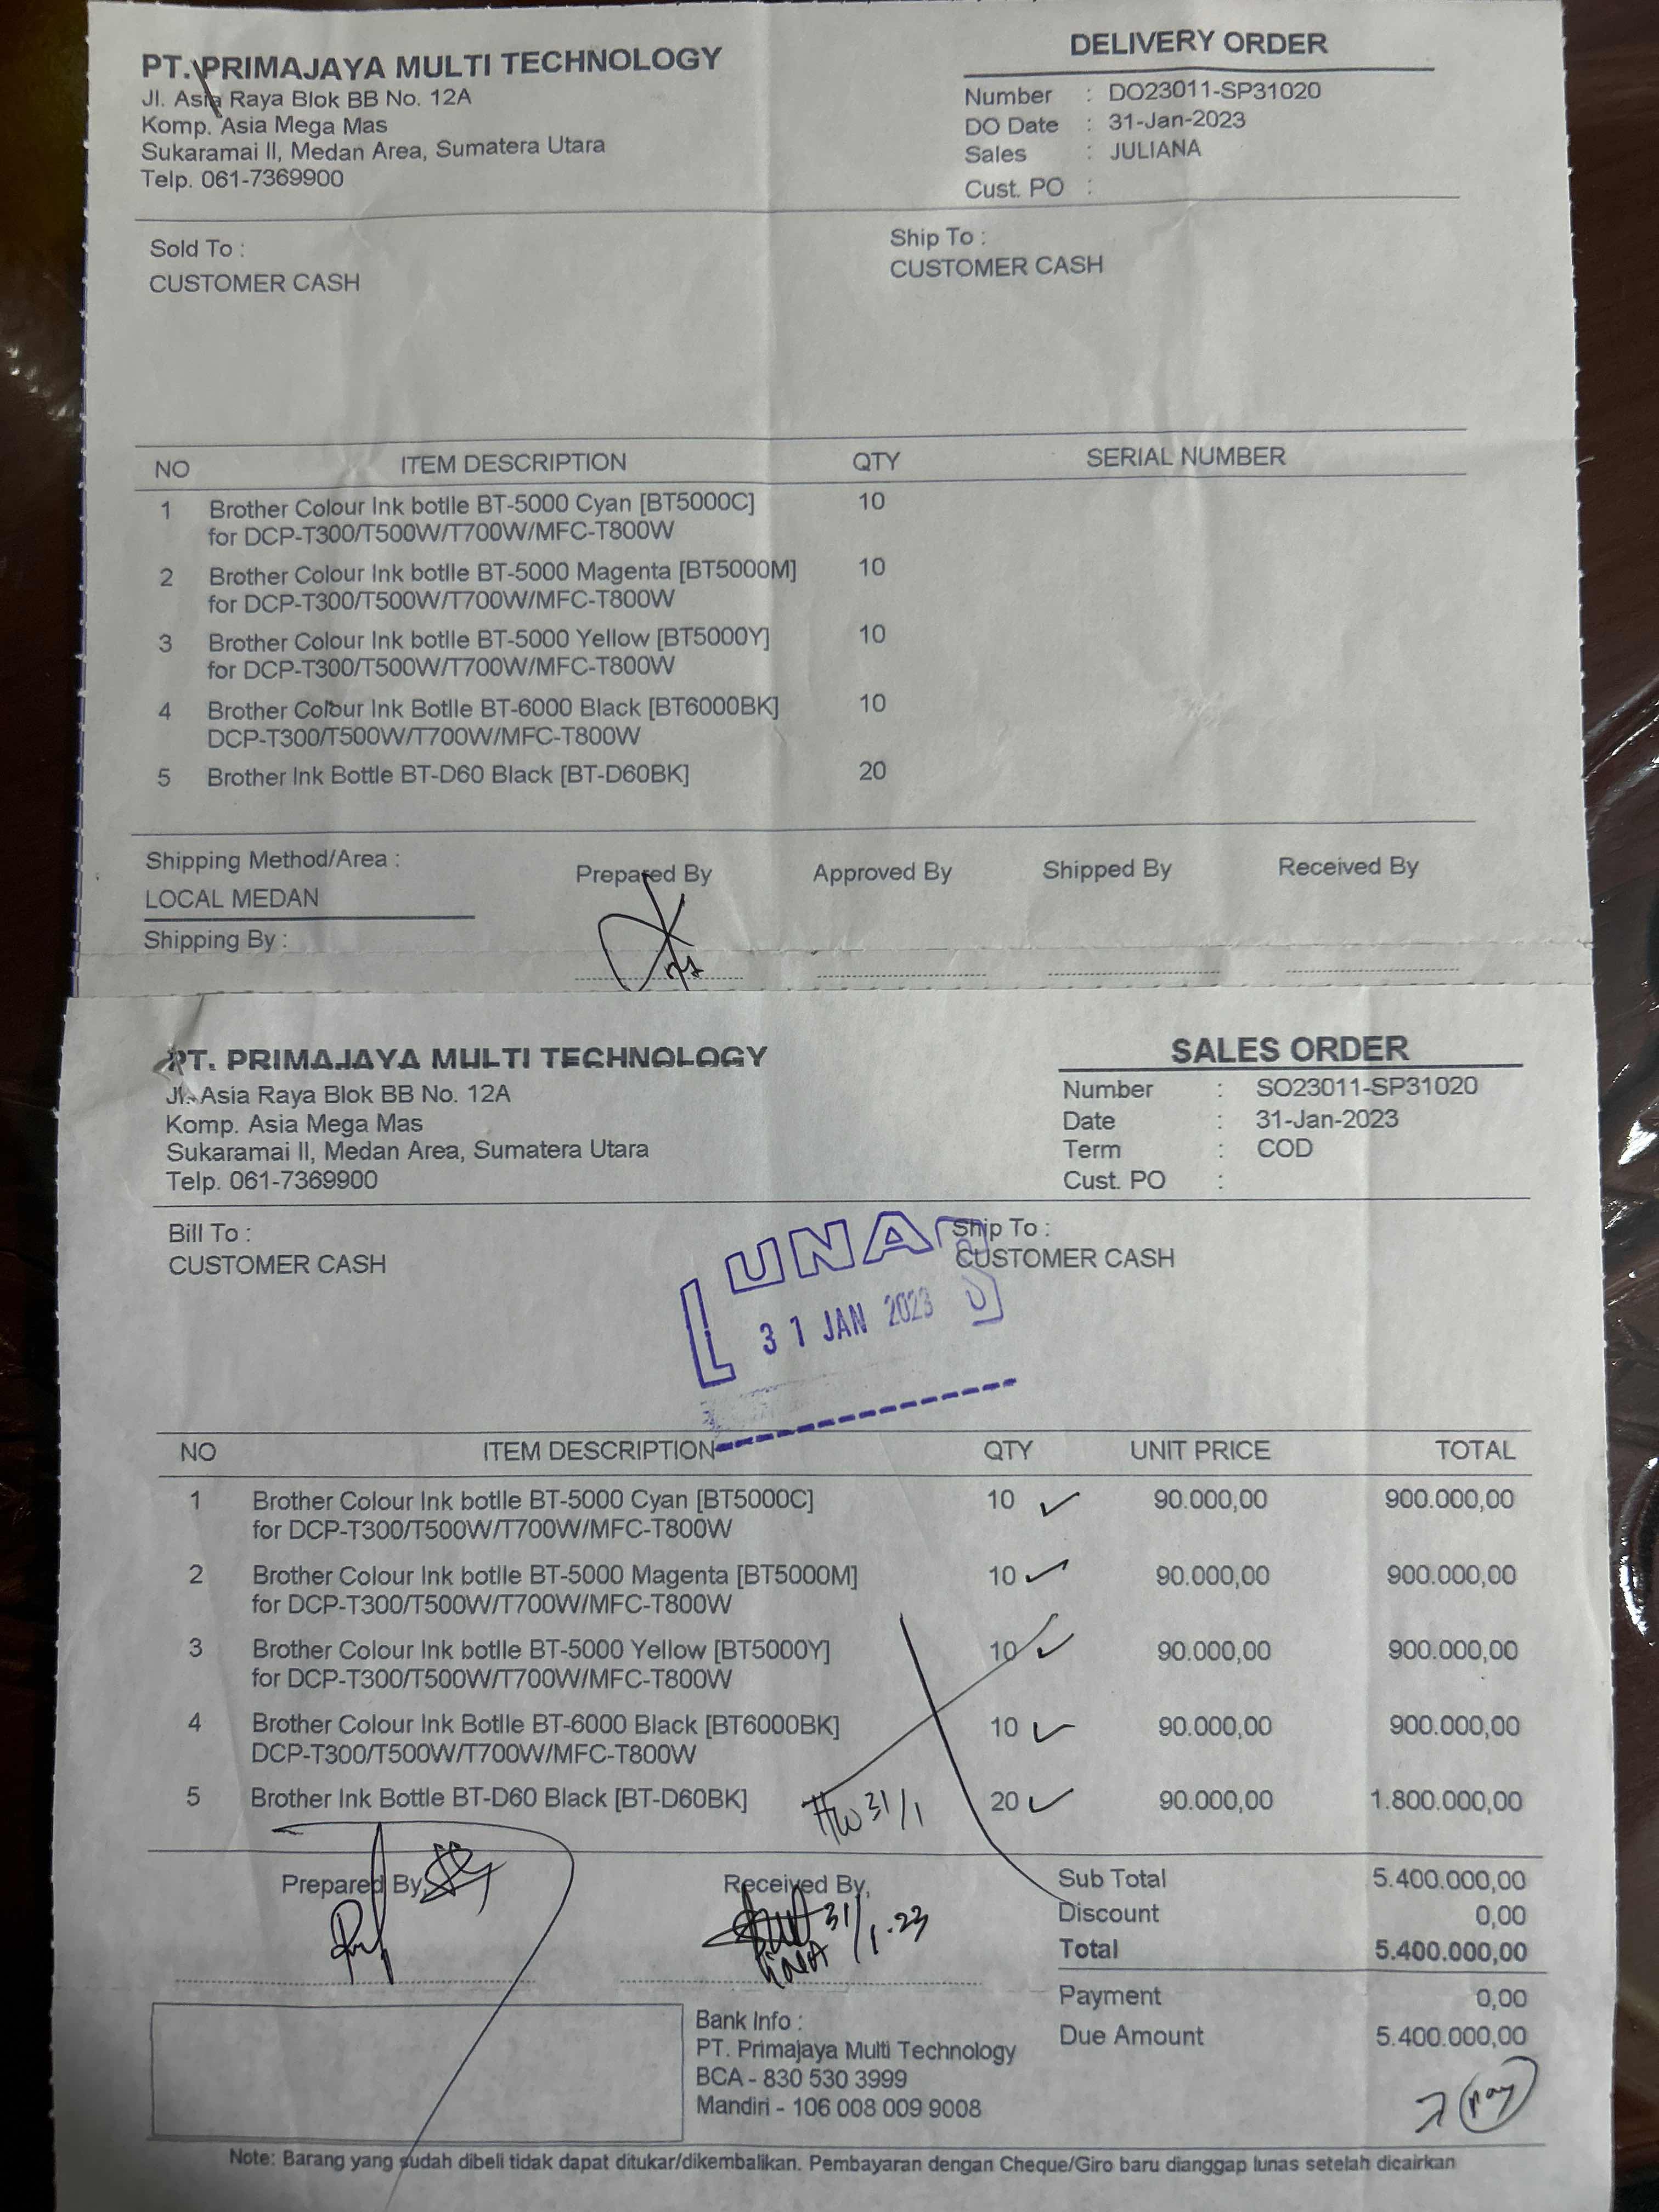 PT. PRIMAJAYA MULTI TECHNOLOGY
Jl. Asia Raya Blok BB No. 12A
Komp. Asia Mega Mas
Sukaramai II, Medan Area, Sumatera Utara
Telp. 061-7369900
DELIVERY ORDER
Number : DO23011-SP31020
DO Date : 31-Jan-2023
Sales : JULIANA
Cust. PO :
Sold To :
CUSTOMER CASH
Ship To :
CUSTOMER CASH
NO ITEM DESCRIPTION QTY SERIAL NUMBER
1 Brother Colour Ink botlle BT-5000 Cyan [BT5000C] 10
for DCP-T300/T500W/T700W/MFC-T800W
2 Brother Colour Ink botlle BT-5000 Magenta [BT5000M] 10
for DCP-T300/T500W/T700W/MFC-T800W
3 Brother Colour Ink botlle BT-5000 Yellow [BT5000Y] 10
for DCP-T300/T500W/T700W/MFC-T800W
4 Brother Colour Ink Botlle BT-6000 Black [BT6000BK] 10
DCP-T300/T500W/T700W/MFC-T800W
5 Brother Ink Bottle BT-D60 Black [BT-D60BK] 20
Shipping Method/Area :
LOCAL MEDAN
Shipping By :
Prepared By Approved By Shipped By Received By
PT. PRIMAJAYA MULTI TECHNOLOGY
Jl. Asia Raya Blok BB No. 12A
Komp. Asia Mega Mas
Sukaramai II, Medan Area, Sumatera Utara
Telp. 061-7369900
SALES ORDER
Number : SO23011-SP31020
Date : 31-Jan-2023
Term : COD
Cust. PO :
Bill To :
CUSTOMER CASH
Ship To :
CUSTOMER CASH
LUNAS
31 JAN 2023
NO ITEM DESCRIPTION QTY UNIT PRICE TOTAL
1 Brother Colour Ink botlle BT-5000 Cyan [BT5000C] 10 90.000,00 900.000,00
for DCP-T300/T500W/T700W/MFC-T800W
2 Brother Colour Ink botlle BT-5000 Magenta [BT5000M] 10 90.000,00 900.000,00
for DCP-T300/T500W/T700W/MFC-T800W
3 Brother Colour Ink botlle BT-5000 Yellow [BT5000Y] 10 90.000,00 900.000,00
for DCP-T300/T500W/T700W/MFC-T800W
4 Brother Colour Ink Botlle BT-6000 Black [BT6000BK] 10 90.000,00 900.000,00
DCP-T300/T500W/T700W/MFC-T800W
5 Brother Ink Bottle BT-D60 Black [BT-D60BK] 20 90.000,00 1.800.000,00
31/1
Prepared By,
Received By,
31/1.23
Sub Total 5.400.000,00
Discount 0,00
Total 5.400.000,00
Payment 0,00
Due Amount 5.400.000,00
Bank Info :
PT. Primajaya Multi Technology
BCA - 830 530 3999
Mandiri - 106 008 009 9008
Note: Barang yang sudah dibeli tidak dapat ditukar/dikembalikan. Pembayaran dengan Cheque/Giro baru dianggap lunas setelah dicairkan